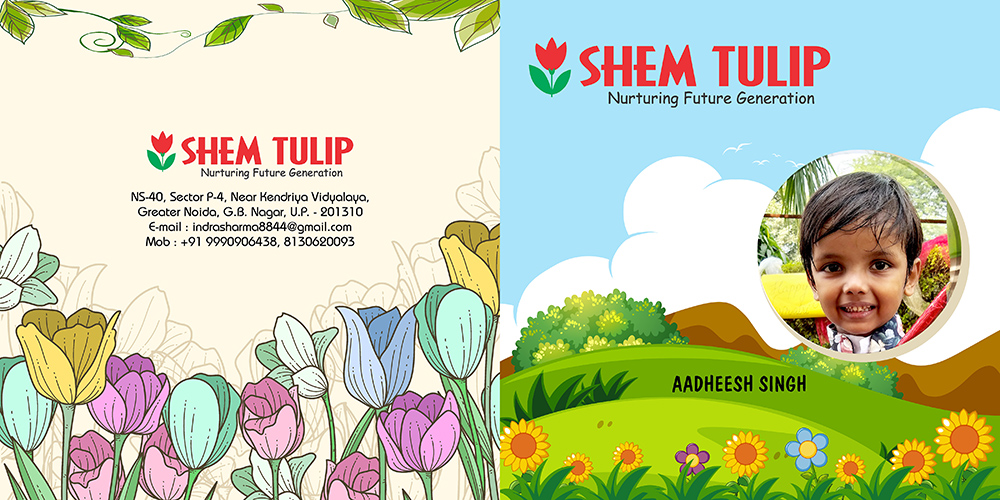 SHEM TULIP
Nurturing Future Generation
NS-40, Sector P-4, Near Kendriya Vidyalaya,
Greater Noida, G.B. Nagar, U.P. - 201310
E-mail : indrasharma8844@gmail.com
Mob : +91 9990906438, 8130620093
SHEM TULIP
Nurturing Future Generation
AADHEESH SINGH